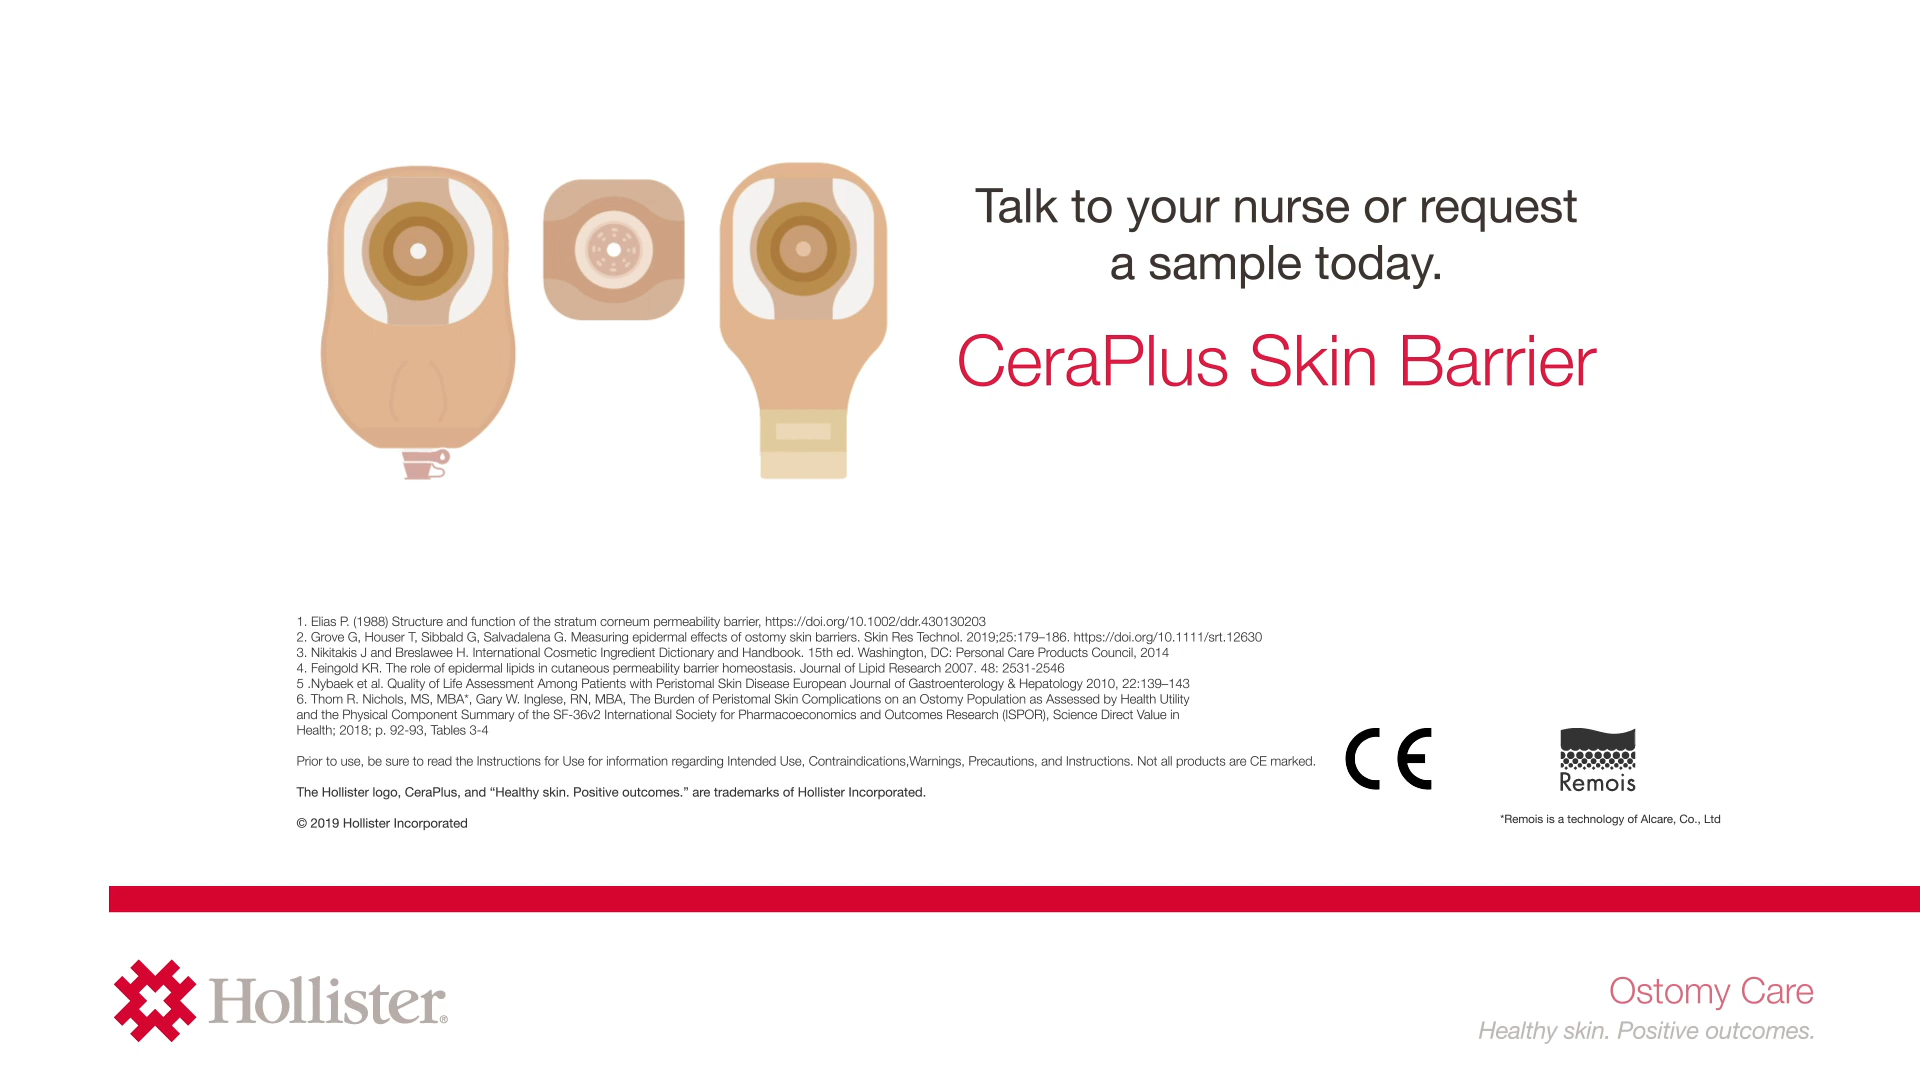 Talk to your nurse or request
a sample today.
CeraPlus Skin Barrier
1. Elias P. (1988) Structure and function of the stratum corneum permeability barrier, https://doi.org/10.1002/ddr.430130203
2. Grove G, Houser T, Sibbald G, Salvadalena G. Measuring epidermal effects of ostomy skin barriers. Skin Res Technol. 2019;25:179–186. https://doi.org/10.1111/srt.12630
3. Nikitakis J and Breslawee H. International Cosmetic Ingredient Dictionary and Handbook. 15th ed. Washington, DC: Personal Care Products Council, 2014
4. Feingold KR. The role of epidermal lipids in cutaneous permeability barrier homeostasis. Journal of Lipid Research 2007. 48: 2531-2546
5 .Nybaek et al. Quality of Life Assessment Among Patients with Peristomal Skin Disease European Journal of Gastroenterology & Hepatology 2010, 22:139–143
6. Thom R. Nichols, MS, MBA*, Gary W. Inglese, RN, MBA, The Burden of Peristomal Skin Complications on an Ostomy Population as Assessed by Health Utility
and the Physical Component Summary of the SF-36v2 International Society for Pharmacoeconomics and Outcomes Research (ISPOR), Science Direct Value in
Health; 2018; p. 92-93, Tables 3-4
Prior to use, be sure to read the Instructions for Use for information regarding Intended Use, Contraindications,Warnings, Precautions, and Instructions. Not all products are CE marked.
The Hollister logo, CeraPlus, and “Healthy skin. Positive outcomes.” are trademarks of Hollister Incorporated.
© 2019 Hollister Incorporated
CE
Remois
*Remois is a technology of Alcare, Co., Ltd
Hollister®
Ostomy Care
Healthy skin. Positive outcomes.